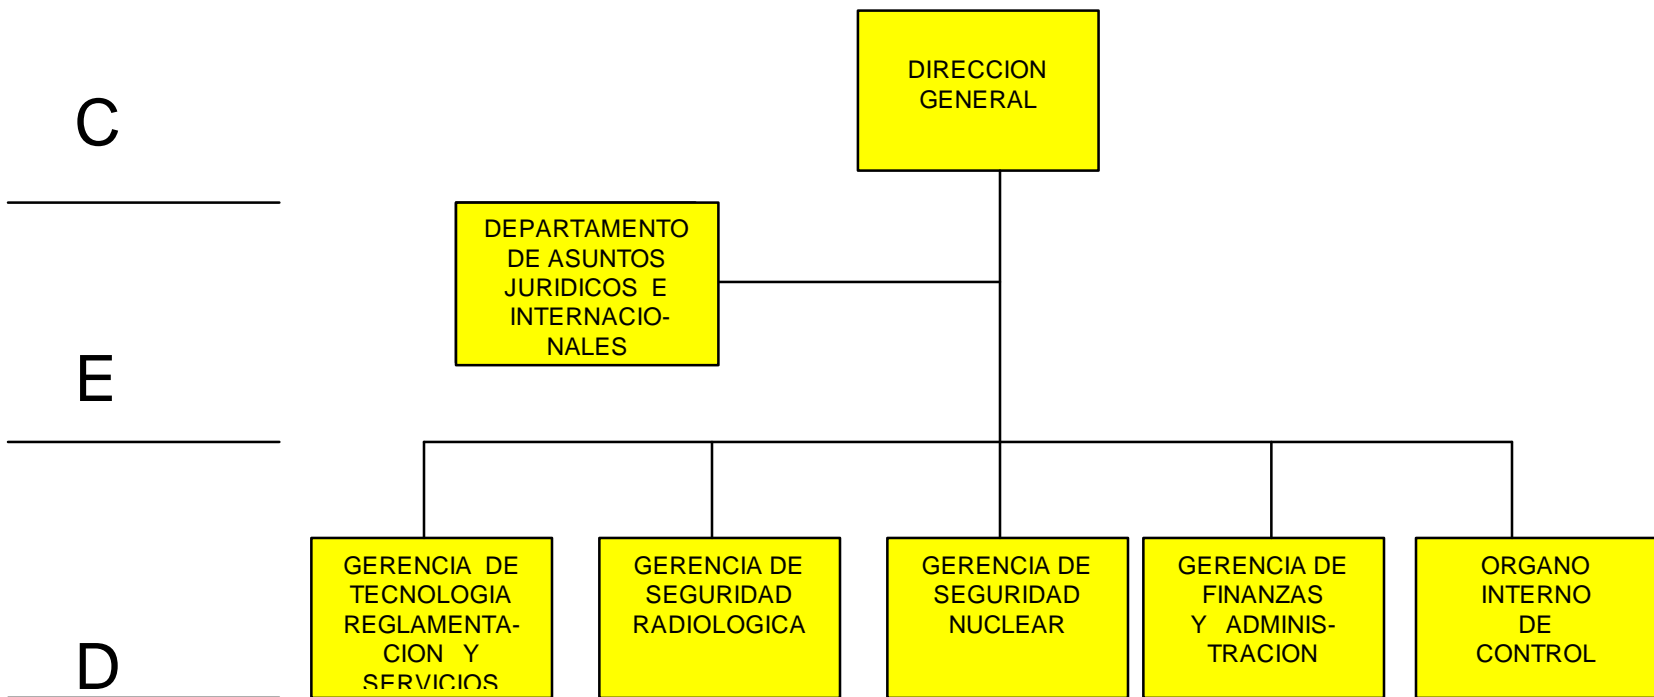 C
DIRECCION
GENERAL
E
DEPARTAMENTO
DE ASUNTOS
JURIDICOS E
INTERNACIO-
NALES
D
GERENCIA DE
TECNOLOGIA
REGLAMENTA-
CION Y
SERVICIOS
GERENCIA DE
SEGURIDAD
RADIOLOGICA
GERENCIA DE
SEGURIDAD
NUCLEAR
GERENCIA DE
FINANZAS
Y ADMINIS-
TRACION
ORGANO
INTERNO
DE
CONTROL